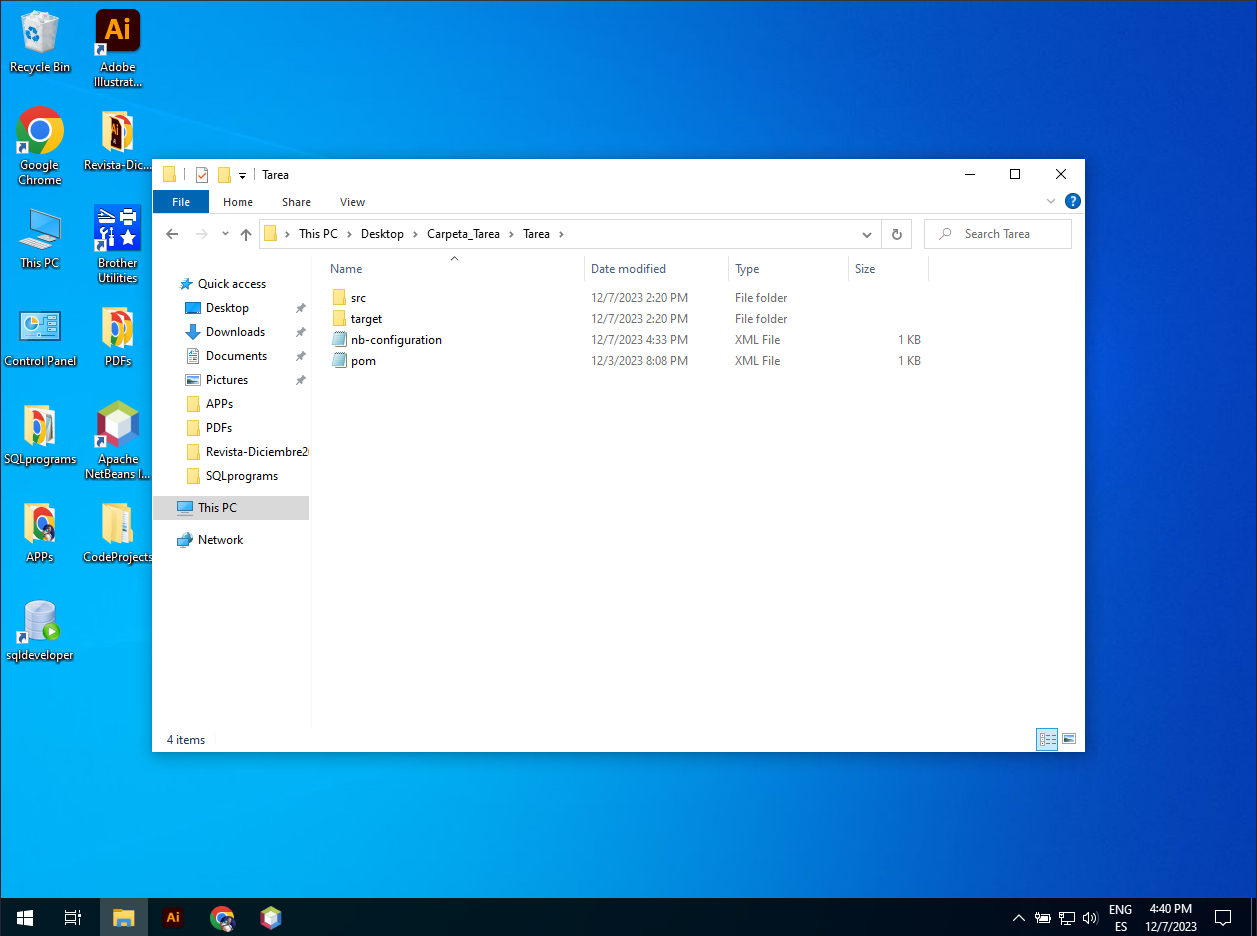 Recycle Bin
Ai
Adobe
Illustrat...
Google
Chrome
Revista-Dic...
This PC
Brother
Utilities
Control Panel
PDFs
SQLprograms
Apache
NetBeans I...
APPs
CodeProjects
sqldeveloper
Tarea
File Home Share View
This PC > Desktop > Carpeta_Tarea > Tarea >
Search Tarea
Name Date modified Type Size
src 12/7/2023 2:20 PM File folder
target 12/7/2023 2:20 PM File folder
nb-configuration 12/7/2023 4:33 PM XML File 1 KB
pom 12/3/2023 8:08 PM XML File 1 KB
Quick access
Desktop
Downloads
Documents
Pictures
APPs
PDFs
Revista-Diciembre20
SQLprograms
This PC
Network
4 items
Ai
ENG
ES
4:40 PM
12/7/2023